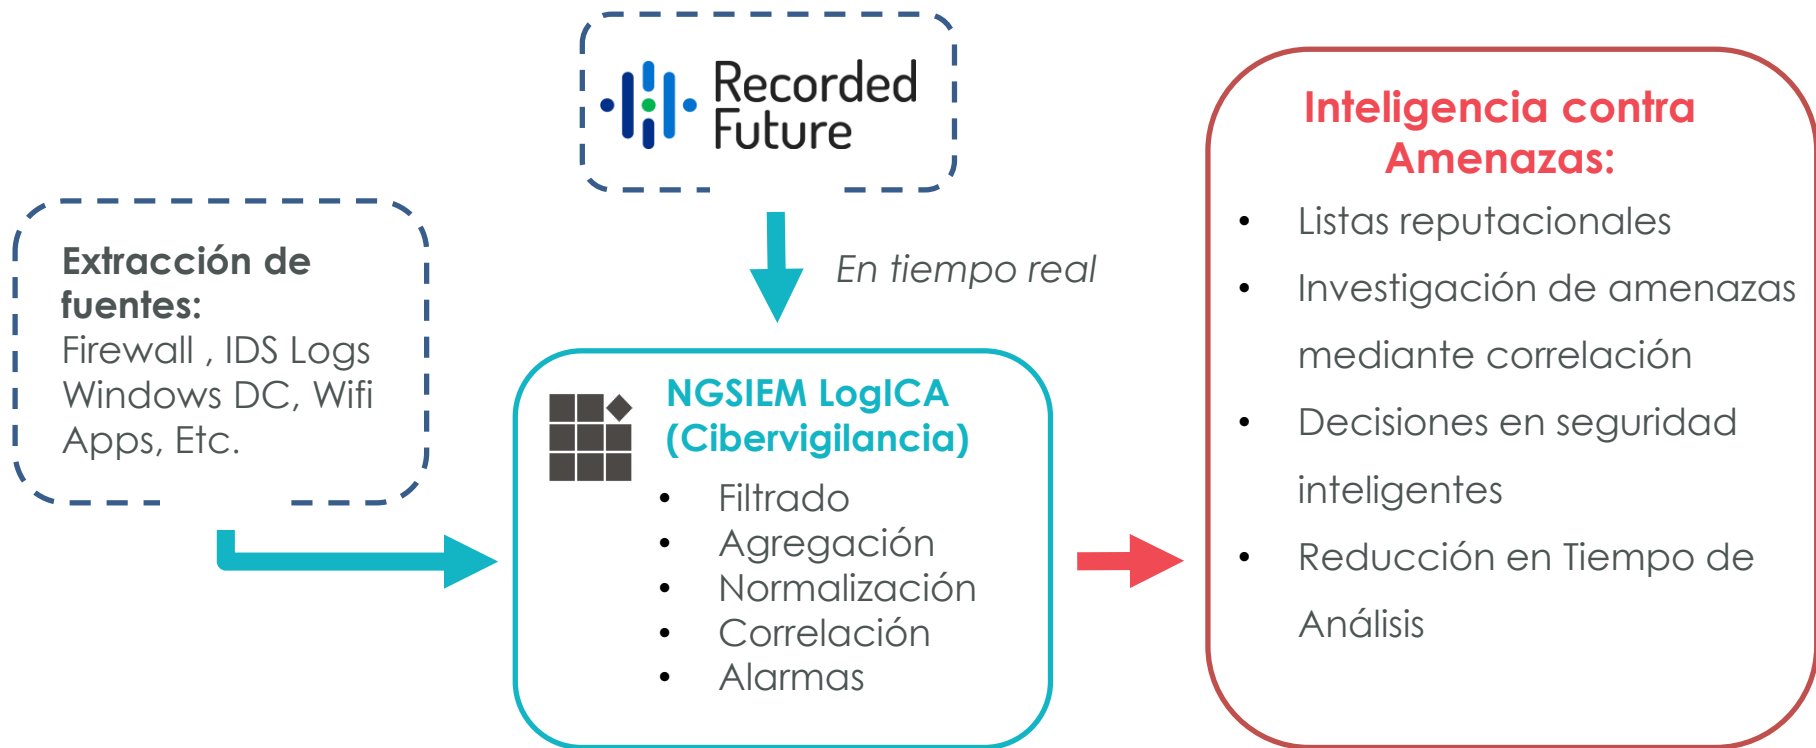 Recorded
Future
Extracción de
fuentes:
Firewall , IDS Logs
Windows DC, Wifi
Apps, Etc.
En tiempo real
NGSIEM LogICA
(Cibervigilancia)
• Filtrado
• Agregación
• Normalización
• Correlación
• Alarmas
Inteligencia contra
Amenazas:
• Listas reputacionales
• Investigación de amenazas
mediante correlación
• Decisiones en seguridad
inteligentes
• Reducción en Tiempo de
Análisis